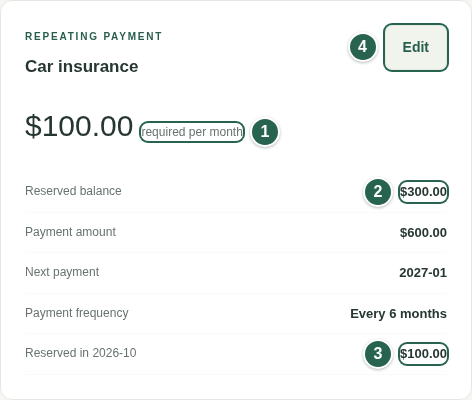 REPEATING PAYMENT
4 Edit
Car insurance
$100.00 required per month 1
Reserved balance 2 $300.00
Payment amount $600.00
Next payment 2027-01
Payment frequency Every 6 months
Reserved in 2026-10 3 $100.00